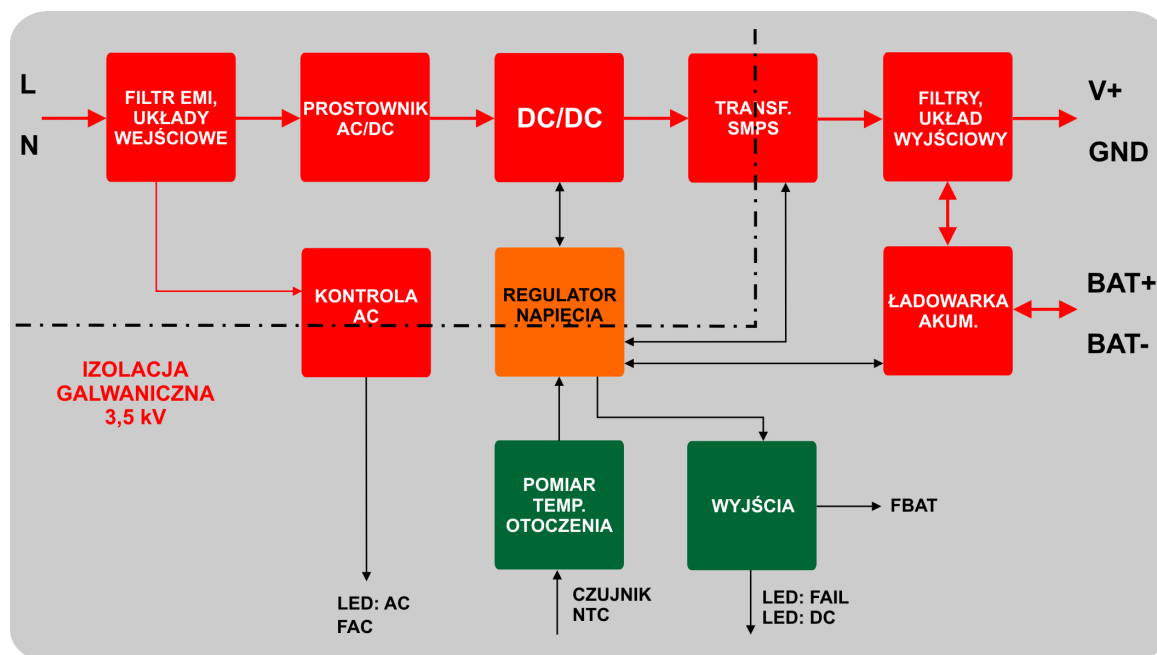 L
N
FILTR EMI,
UKŁADY
WEJŚCIOWE
PROSTOWNIK
AC/DC
DC/DC
TRANSF.
SMPS
FILTRY,
UKŁAD
WYJŚCIOWY
V+
GND
KONTROLA
AC
REGULATOR
NAPIĘCIA
ŁADOWARKA
AKUM.
BAT+
BAT-
IZOLACJA
GALWANICZNA
3,5 kV
POMIAR
TEMP.
OTOCZENIA
WYJŚCIA
FBAT
LED: AC
FAC
CZUJNIK
NTC
LED: FAIL
LED: DC